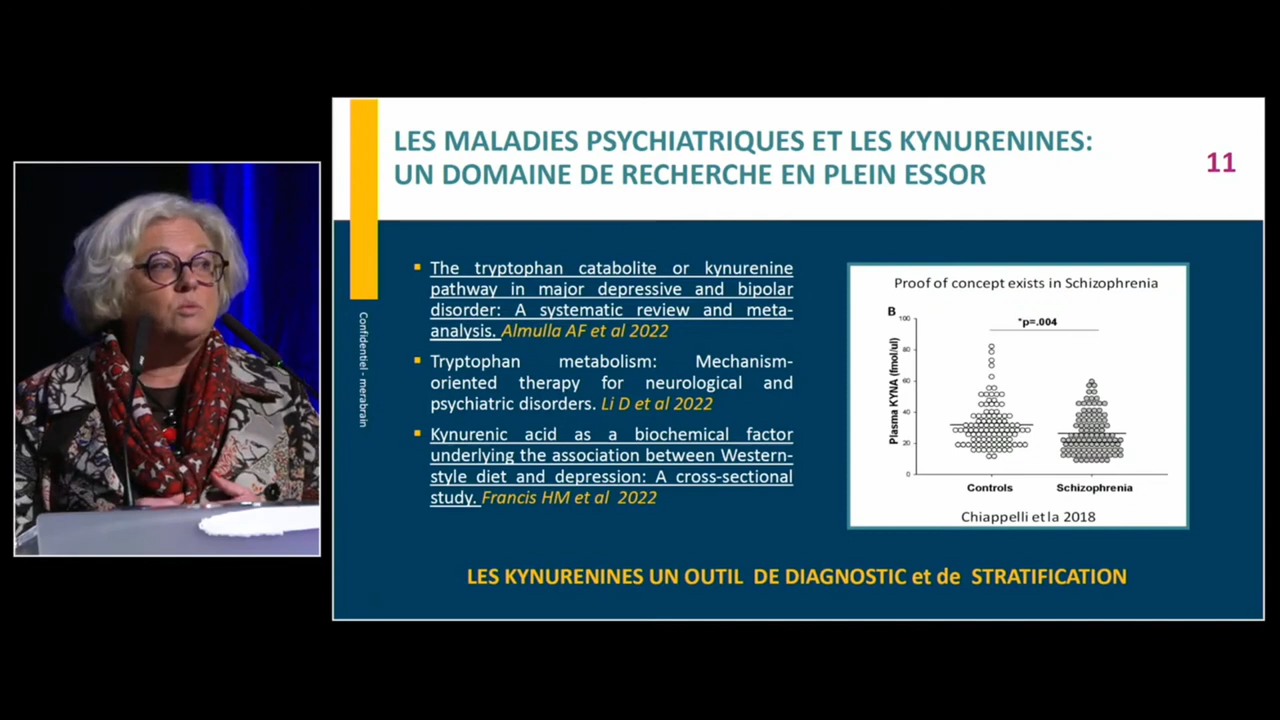 LES MALADIES PSYCHIATRIQUES ET LES KYNURENINES:
UN DOMAINE DE RECHERCHE EN PLEIN ESSOR
11
Confidentiel - merabrain
▪ The tryptophan catabolite or kynurenine
pathway in major depressive and bipolar
disorder: A systematic review and meta-
analysis. Almulla AF et al 2022
▪ Tryptophan metabolism: Mechanism-
oriented therapy for neurological and
psychiatric disorders. Li D et al 2022
▪ Kynurenic acid as a biochemical factor
underlying the association between Western-
style diet and depression: A cross-sectional
study. Francis HM et al 2022
Proof of concept exists in Schizophrenia
B
*p=.004
Plasma KYNA (fmol/ul)
100
80
60
40
20
0
Controls Schizophrenia
Chiappelli et la 2018
LES KYNURENINES UN OUTIL DE DIAGNOSTIC et de STRATIFICATION